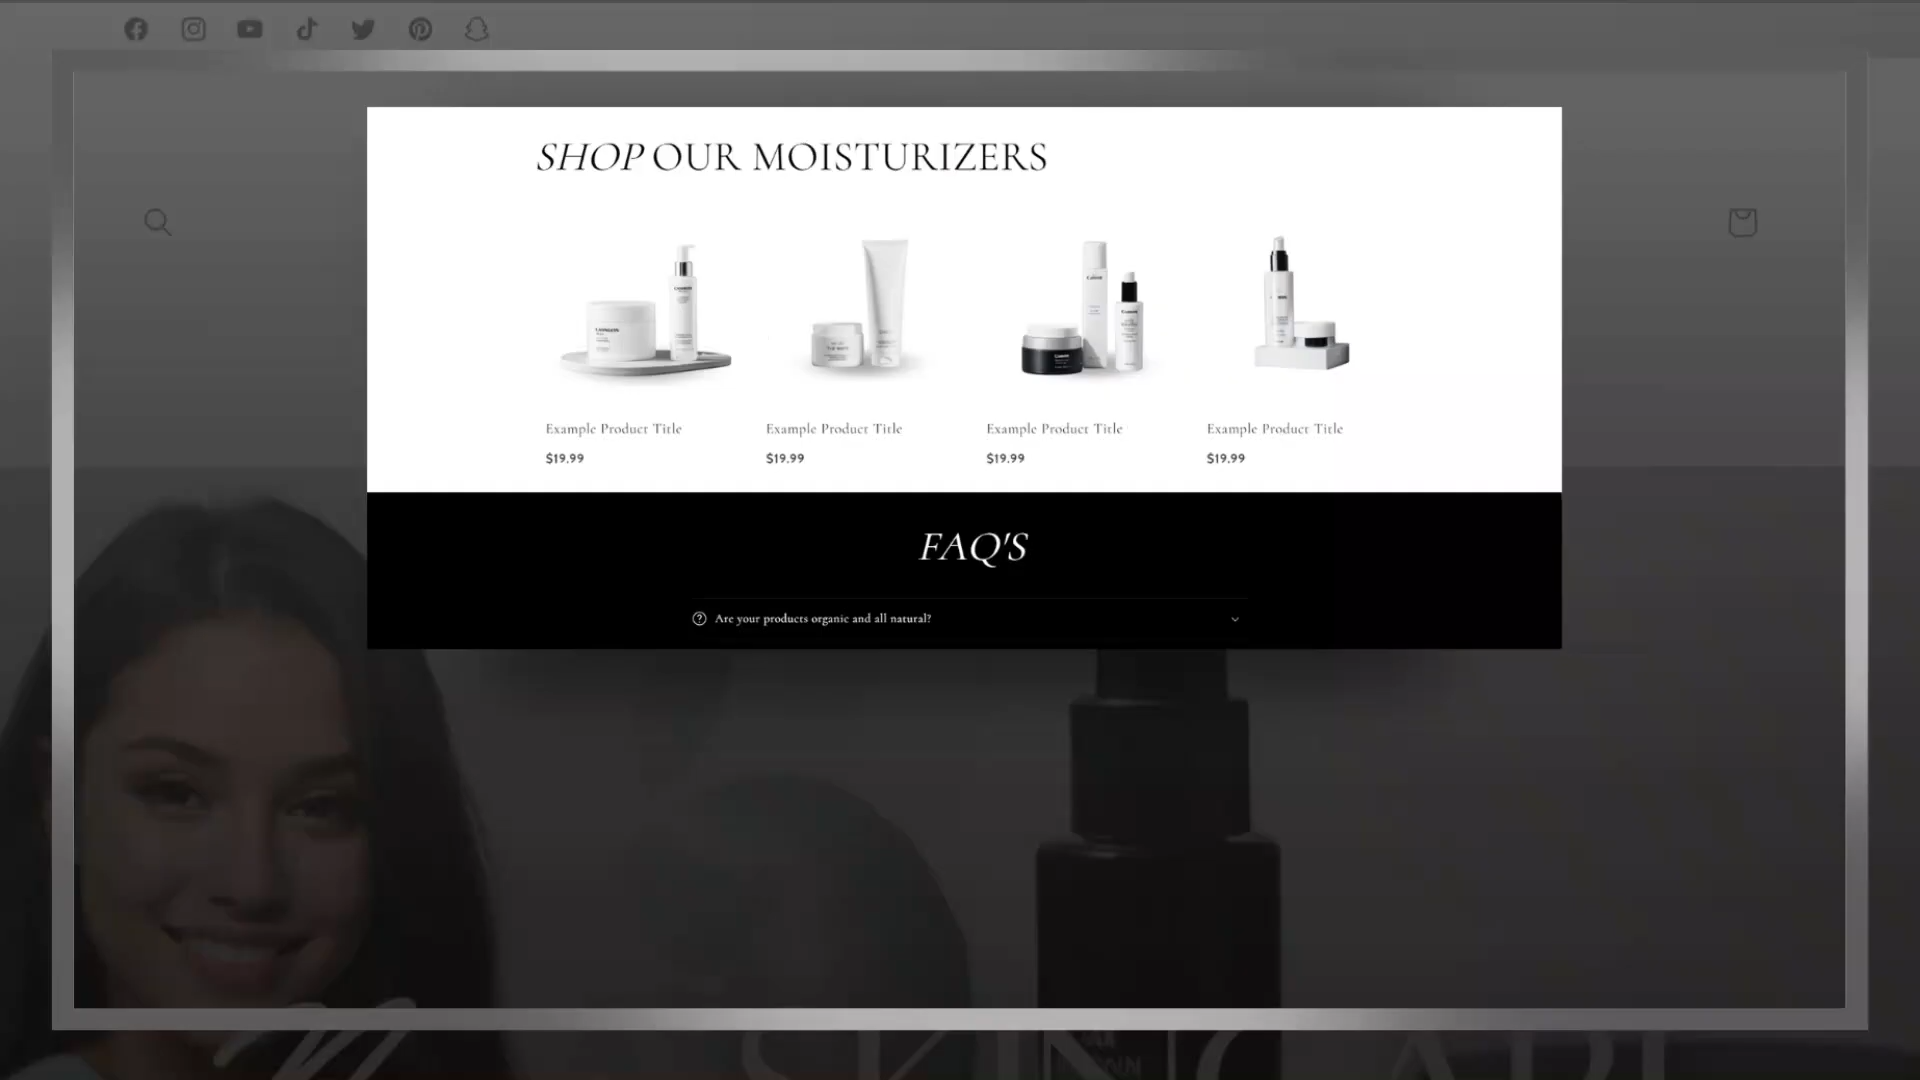 SHOP OUR MOISTURIZERS
Example Product Title
$19.99
Example Product Title
$19.99
Example Product Title
$19.99
Example Product Title
$19.99
FAQ'S
Are your products organic and all natural?